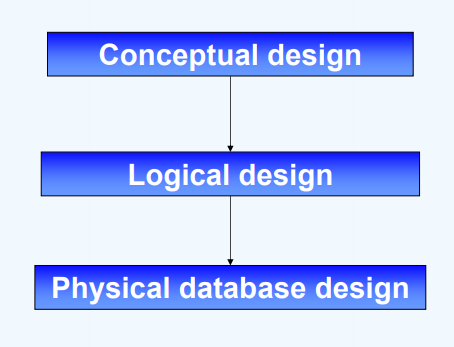 Conceptual design
Logical design
Physical database design